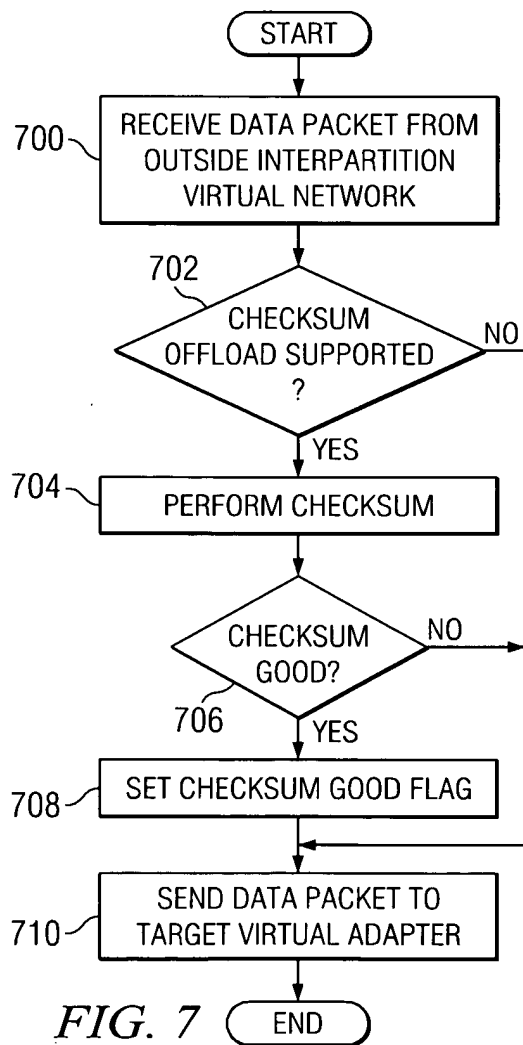 START
700
RECEIVE DATA PACKET FROM
OUTSIDE INTERPARTITION
VIRTUAL NETWORK
702
CHECKSUM
OFFLOAD SUPPORTED
?
NO
YES
704
PERFORM CHECKSUM
CHECKSUM
GOOD?
NO
706
YES
708
SET CHECKSUM GOOD FLAG
710
SEND DATA PACKET TO
TARGET VIRTUAL ADAPTER
FIG. 7
END